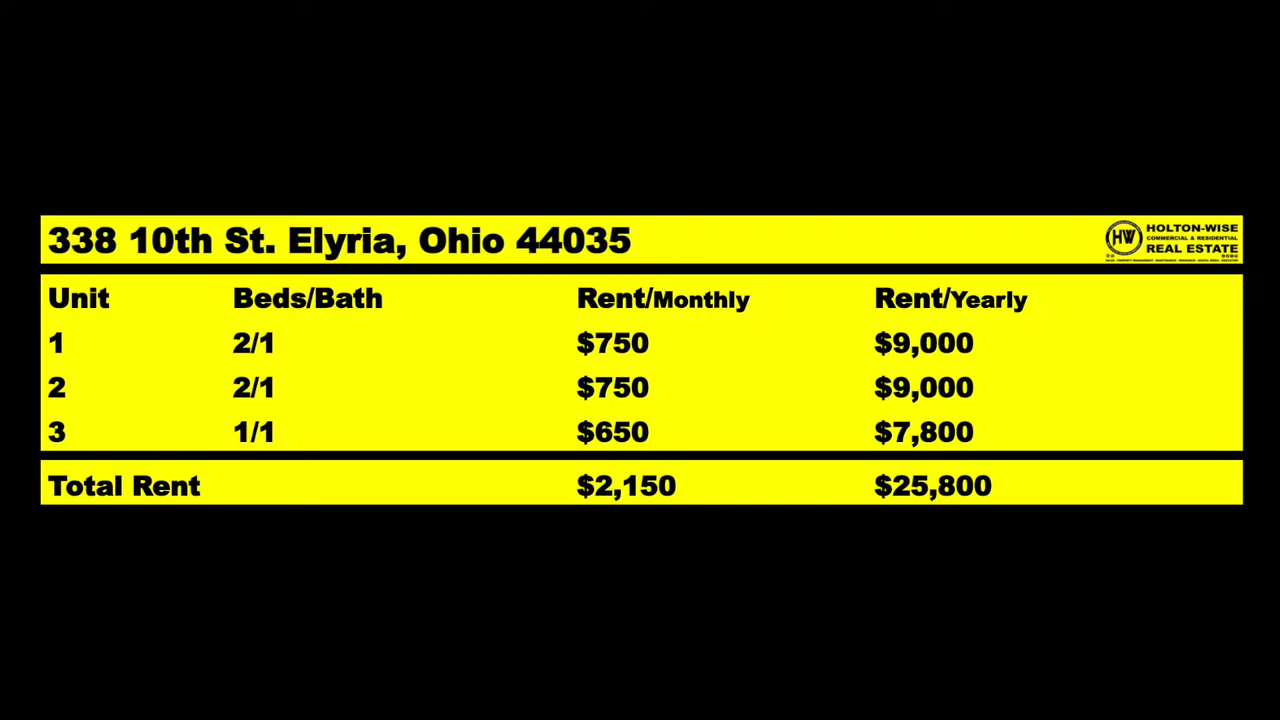 338 10th St. Elyria, Ohio 44035
HOLTON-WISE
COMMERCIAL & RESIDENTIAL
REAL ESTATE
HW
Unit Beds/Bath Rent/Monthly Rent/Yearly
1 2/1 $750 $9,000
2 2/1 $750 $9,000
3 1/1 $650 $7,800
Total Rent $2,150 $25,800